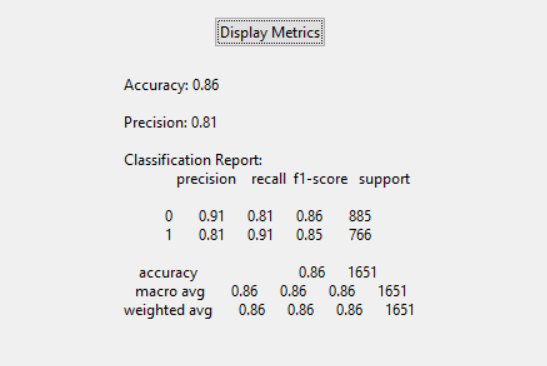 Display Metrics
Accuracy: 0.86
Precision: 0.81
Classification Report:
precision recall f1-score support
0 0.91 0.81 0.86 885
1 0.81 0.91 0.85 766
accuracy 0.86 1651
macro avg 0.86 0.86 0.86 1651
weighted avg 0.86 0.86 0.86 1651